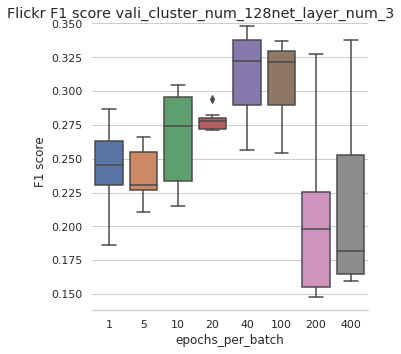 Flickr F1 score vali_cluster_num_128net_layer_num_3
0.350
0.325
0.300
0.275
0.250
0.225
0.200
0.175
0.150
F1 score
1 5 10 20 40 100 200 400
epochs_per_batch